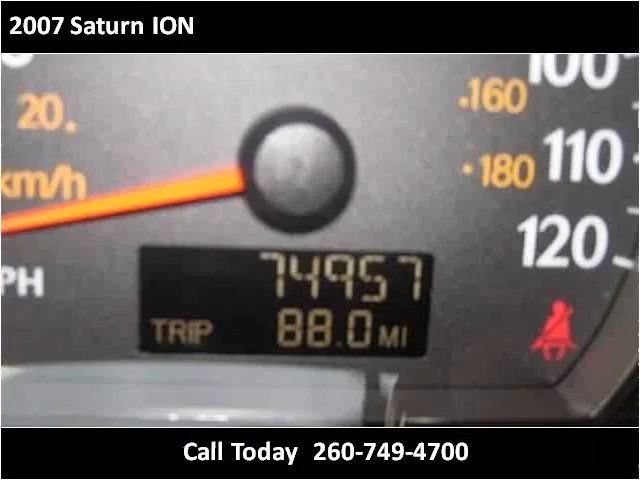 2007 Saturn ION
100
160
20.
110
180
km/h
120
PH
74957
TRIP 88.0 MI
Call Today 260-749-4700